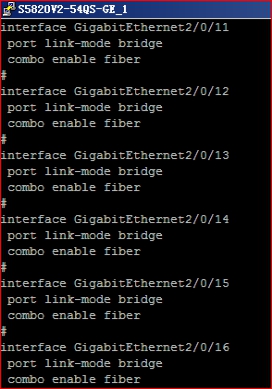 S5820V2-54QS-GE_1
interface GigabitEthernet2/0/11
port link-mode bridge
combo enable fiber
#
interface GigabitEthernet2/0/12
port link-mode bridge
combo enable fiber
#
interface GigabitEthernet2/0/13
port link-mode bridge
combo enable fiber
#
interface GigabitEthernet2/0/14
port link-mode bridge
combo enable fiber
#
interface GigabitEthernet2/0/15
port link-mode bridge
combo enable fiber
#
interface GigabitEthernet2/0/16
port link-mode bridge
combo enable fiber